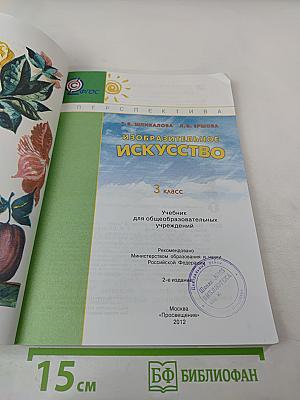 ФГОС
ПЕРСПЕКТИВА
Т. Я. ШПИКАЛОВА Л. В. ЕРШОВА
ИЗОБРАЗИТЕЛЬНОЕ
ИСКУССТВО
3 класс
Учебник
для общеобразовательных
учреждений
Рекомендовано
Министерством образования и науки
Российской Федерации
2-е издание
Москва
«Просвещение»
2012
БИБЛИОТЕКА
15 см
БФ БИБЛИОФАН